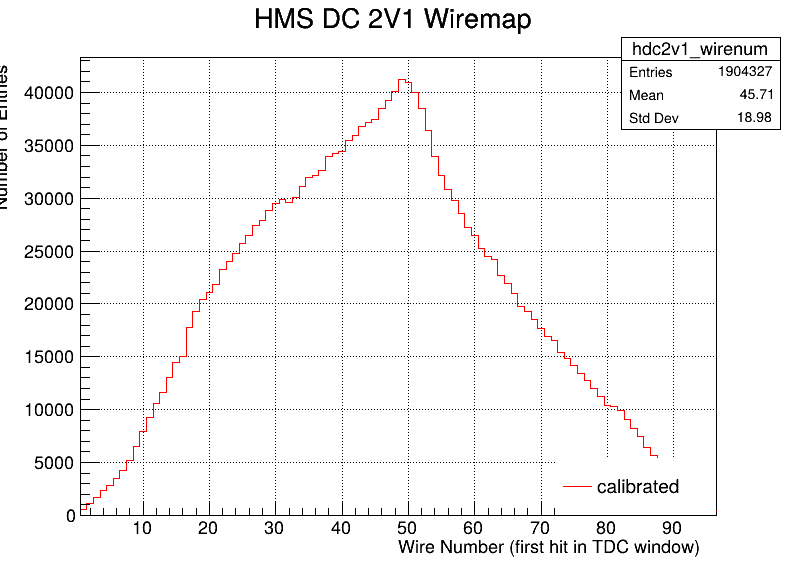 HMS DC 2V1 Wiremap
hdc2v1_wirenum
Entries 1904327
Mean 45.71
Std Dev 18.98
Number of Entries
40000
35000
30000
25000
20000
15000
10000
5000
0
calibrated
10 20 30 40 50 60 70 80 90
Wire Number (first hit in TDC window)